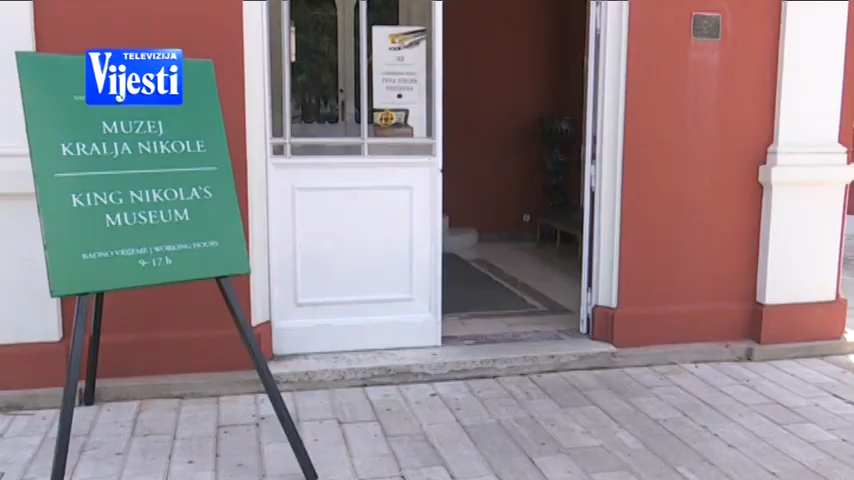 TELEVIZIJA
Vijesti
MUZEJ
KRALJA NIKOLE
KING NIKOLA'S
MUSEUM
RADNO VRIJEME | WORKING HOURS
9-17 h